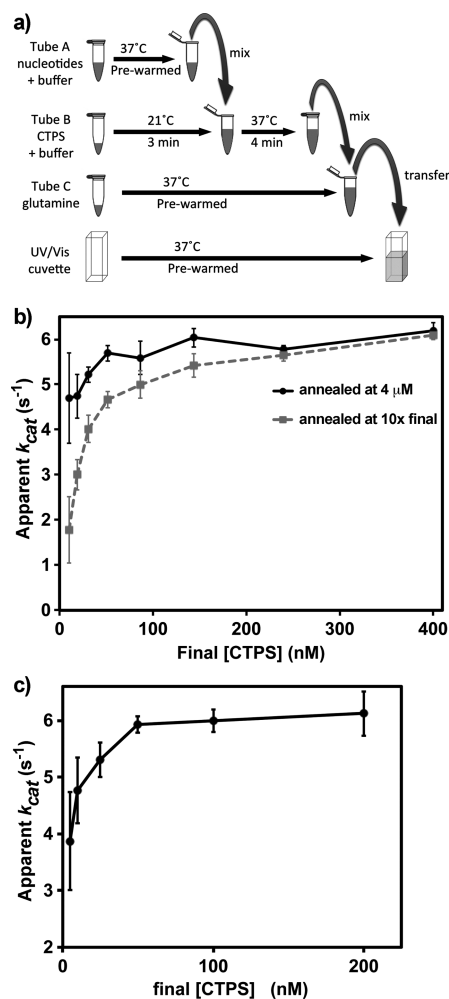 a)
Tube A
nucleotides
+ buffer
37˚C
Pre-warmed
mix
Tube B
CTPS
+ buffer
21˚C
3 min
37˚C
4 min
mix
Tube C
glutamine
37˚C
Pre-warmed
transfer
UV/Vis
cuvette
37˚C
Pre-warmed
b)
Apparent kcat (s-1)
6
5
4
3
2
1
0
annealed at 4 μM
annealed at 10x final
0 100 200 300 400
Final [CTPS] (nM)
c)
Apparent kcat (s-1)
6
5
4
3
2
0 100 200
final [CTPS] (nM)